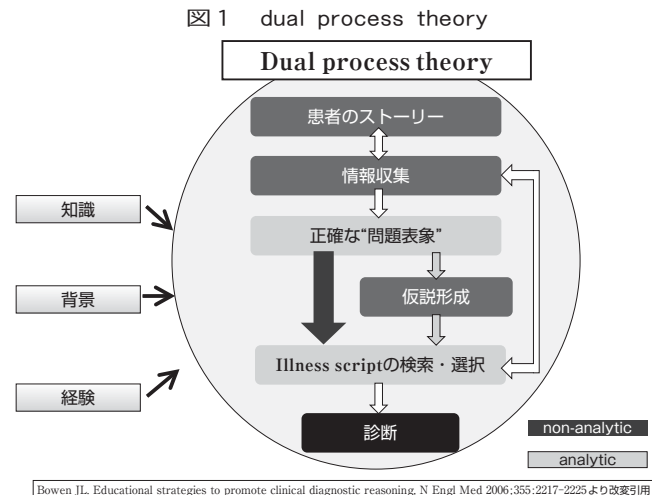 図1 dual process theory
Dual process theory
患者のストーリー
情報収集
知識
正確な“問題表象”
背景
仮説形成
Illness scriptの検索・選択
経験
診断
non-analytic
analytic
Bowen JL. Educational strategies to promote clinical diagnostic reasoning. N Engl Med 2006;355:2217-2225より改変引用